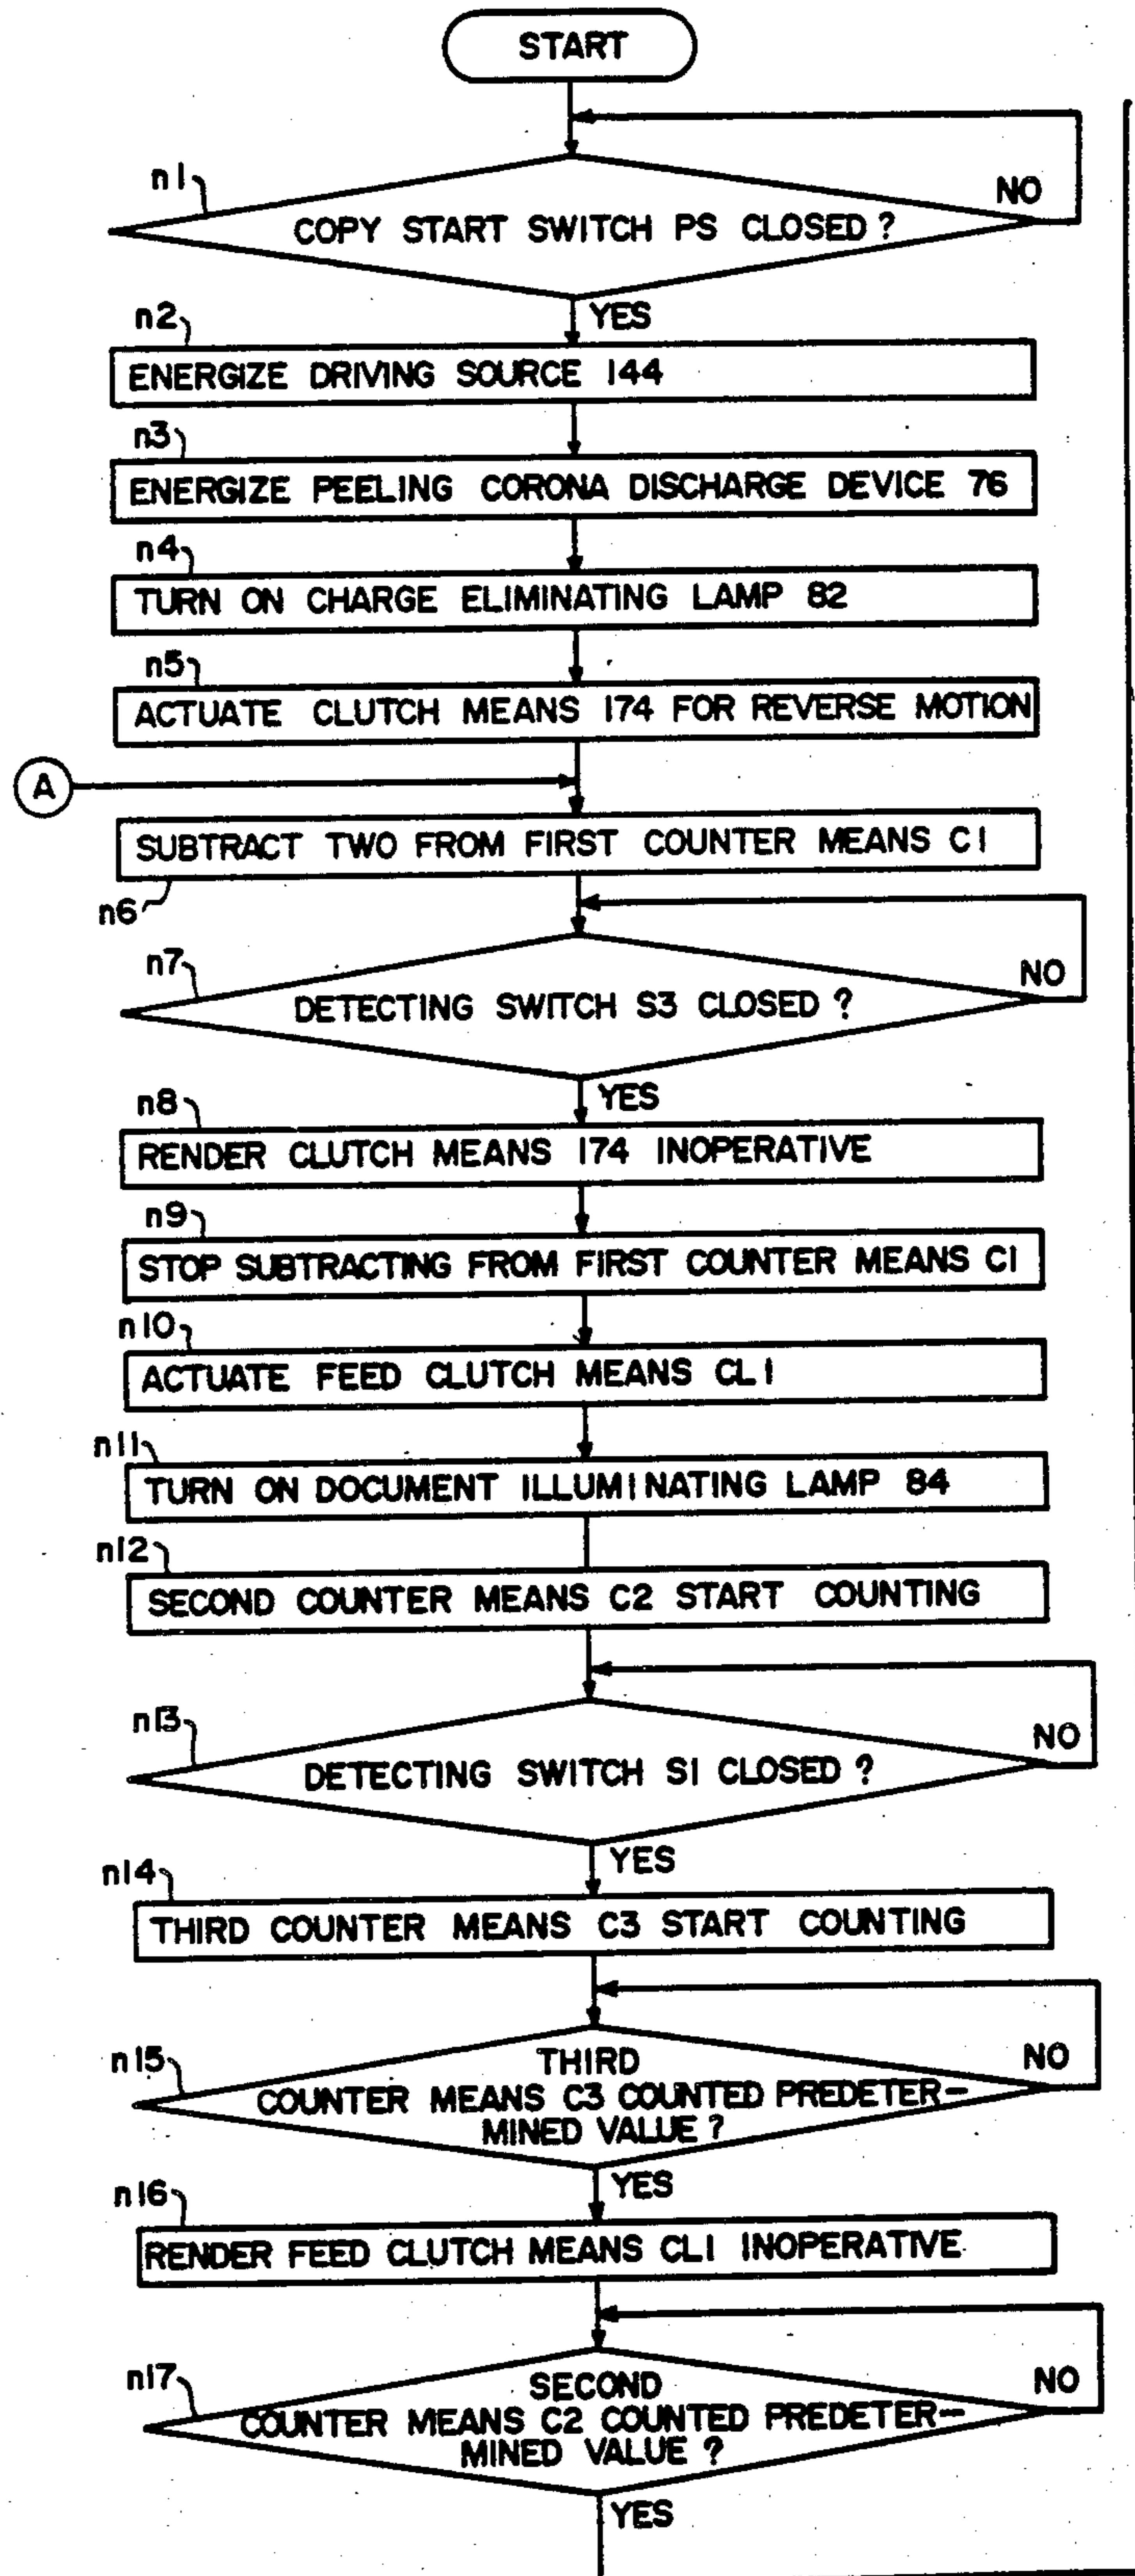 START
n1
COPY START SWITCH PS CLOSED ?
NO
YES
n2
ENERGIZE DRIVING SOURCE 144
n3
ENERGIZE PEELING CORONA DISCHARGE DEVICE 76
n4
TURN ON CHARGE ELIMINATING LAMP 82
n5
ACTUATE CLUTCH MEANS 174 FOR REVERSE MOTION
A
SUBTRACT TWO FROM FIRST COUNTER MEANS C1
n6
n7
DETECTING SWITCH S3 CLOSED ?
NO
YES
n8
RENDER CLUTCH MEANS 174 INOPERATIVE
n9
STOP SUBTRACTING FROM FIRST COUNTER MEANS C1
n10
ACTUATE FEED CLUTCH MEANS CL1
n11
TURN ON DOCUMENT ILLUMINATING LAMP 84
n12
SECOND COUNTER MEANS C2 START COUNTING
n13
DETECTING SWITCH S1 CLOSED ?
NO
YES
n14
THIRD COUNTER MEANS C3 START COUNTING
n15
THIRD
COUNTER MEANS C3 COUNTED PREDETER-
MINED VALUE ?
NO
YES
n16
RENDER FEED CLUTCH MEANS CL1 INOPERATIVE
n17
SECOND
COUNTER MEANS C2 COUNTED PREDETER-
MINED VALUE ?
NO
YES